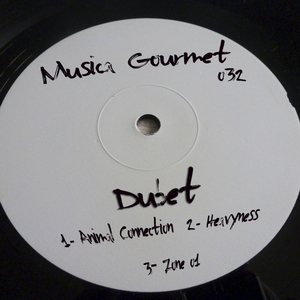 Musica Gourmet
032
Dubet
1- Animal Connection 2- Heavyness
3- Zone 01